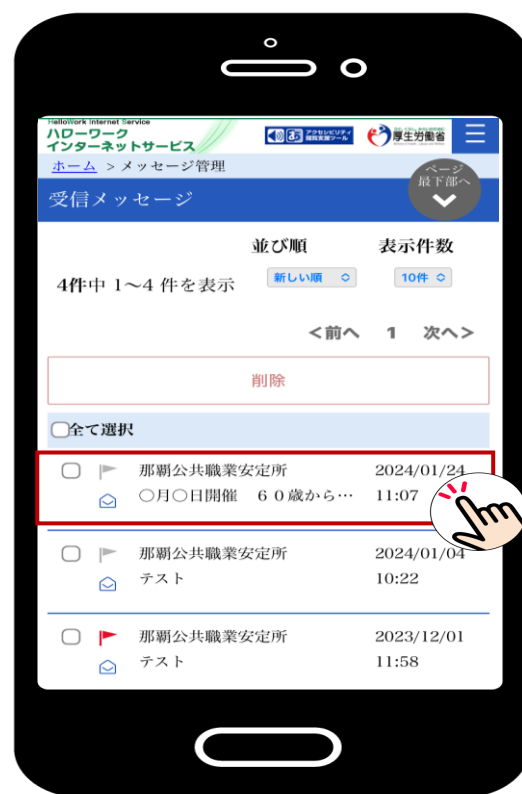 HelloWork Internet Service
ハローワーク
インターネットサービス
アクセシビリティ
閲覧支援ツール
厚生労働省
ホーム > メッセージ管理
ページ
最下部へ
受信メッセージ
並び順 表示件数
4件中 1〜4 件を表示 新しい順 10件
<前へ 1 次へ>
削除
全て選択
那覇公共職業安定所 2024/01/24
○月○日開催 60歳から… 11:07
那覇公共職業安定所 2024/01/04
テスト 10:22
那覇公共職業安定所 2023/12/01
テスト 11:58